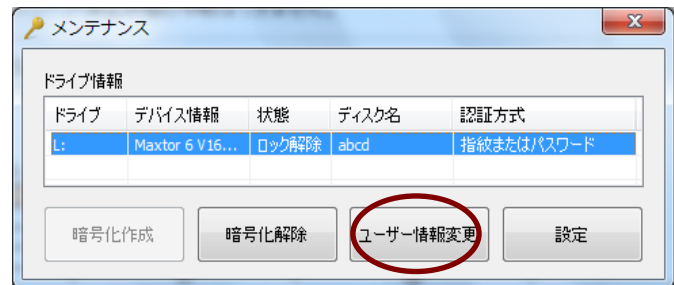 メンテナンス
ドライブ情報
ドライブ デバイス情報 状態 ディスク名 認証方式
L: Maxtor 6 V16... ロック解除 abcd 指紋またはパスワード
暗号化作成 暗号化解除 ユーザー情報変更 設定